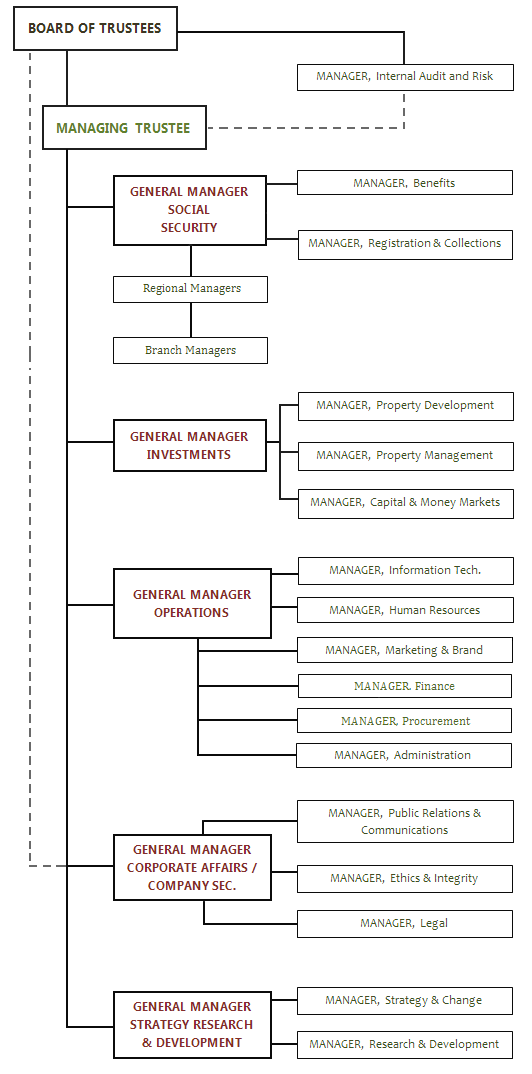 BOARD OF TRUSTEES
MANAGER, Internal Audit and Risk
MANAGING TRUSTEE
GENERAL MANAGER
SOCIAL
SECURITY
MANAGER, Benefits
MANAGER, Registration & Collections
Regional Managers
Branch Managers
GENERAL MANAGER
INVESTMENTS
MANAGER, Property Development
MANAGER, Property Management
MANAGER, Capital & Money Markets
GENERAL MANAGER
OPERATIONS
MANAGER, Information Tech.
MANAGER, Human Resources
MANAGER, Marketing & Brand
MANAGER. Finance
MANAGER, Procurement
MANAGER, Administration
GENERAL MANAGER
CORPORATE AFFAIRS /
COMPANY SEC.
MANAGER, Public Relations &
Communications
MANAGER, Ethics & Integrity
MANAGER, Legal
GENERAL MANAGER
STRATEGY RESEARCH
& DEVELOPMENT
MANAGER, Strategy & Change
MANAGER, Research & Development